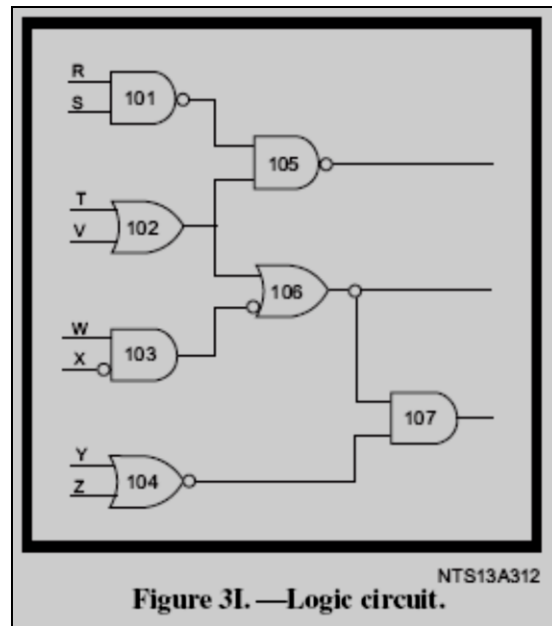 R
101
S
105
T
102
V
106
W
103
X
107
Y
104
Z
NTS13A312
Figure 3I. —Logic circuit.